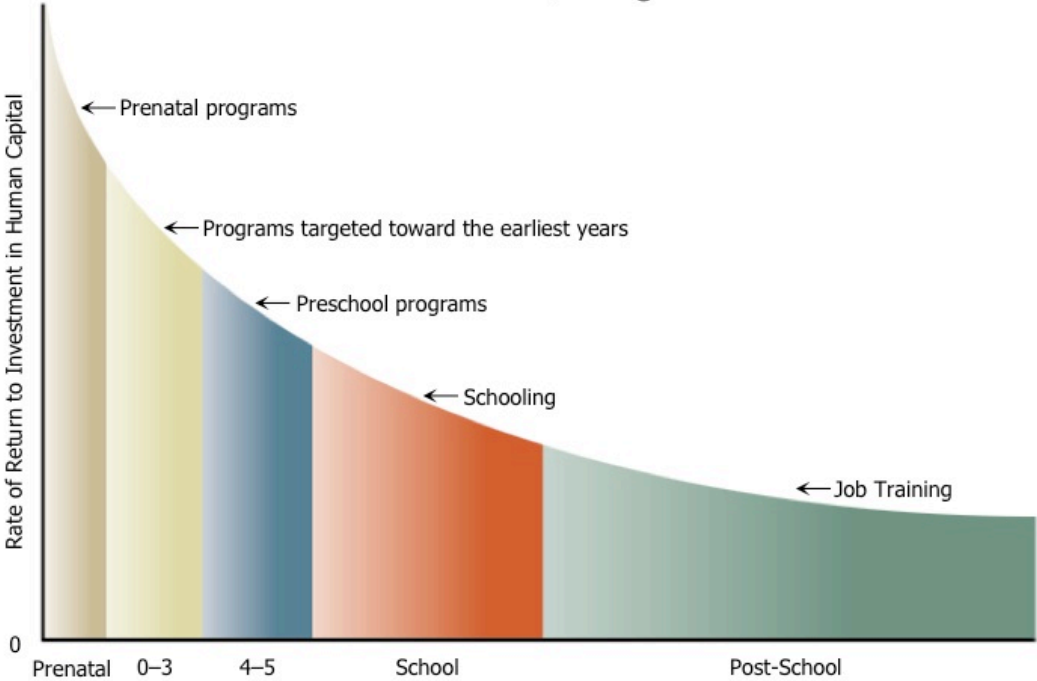 Rate of Return to Investment in Human Capital
Prenatal programs
Programs targeted toward the earliest years
Preschool programs
Schooling
Job Training
0
Prenatal
0–3
4–5
School
Post-School